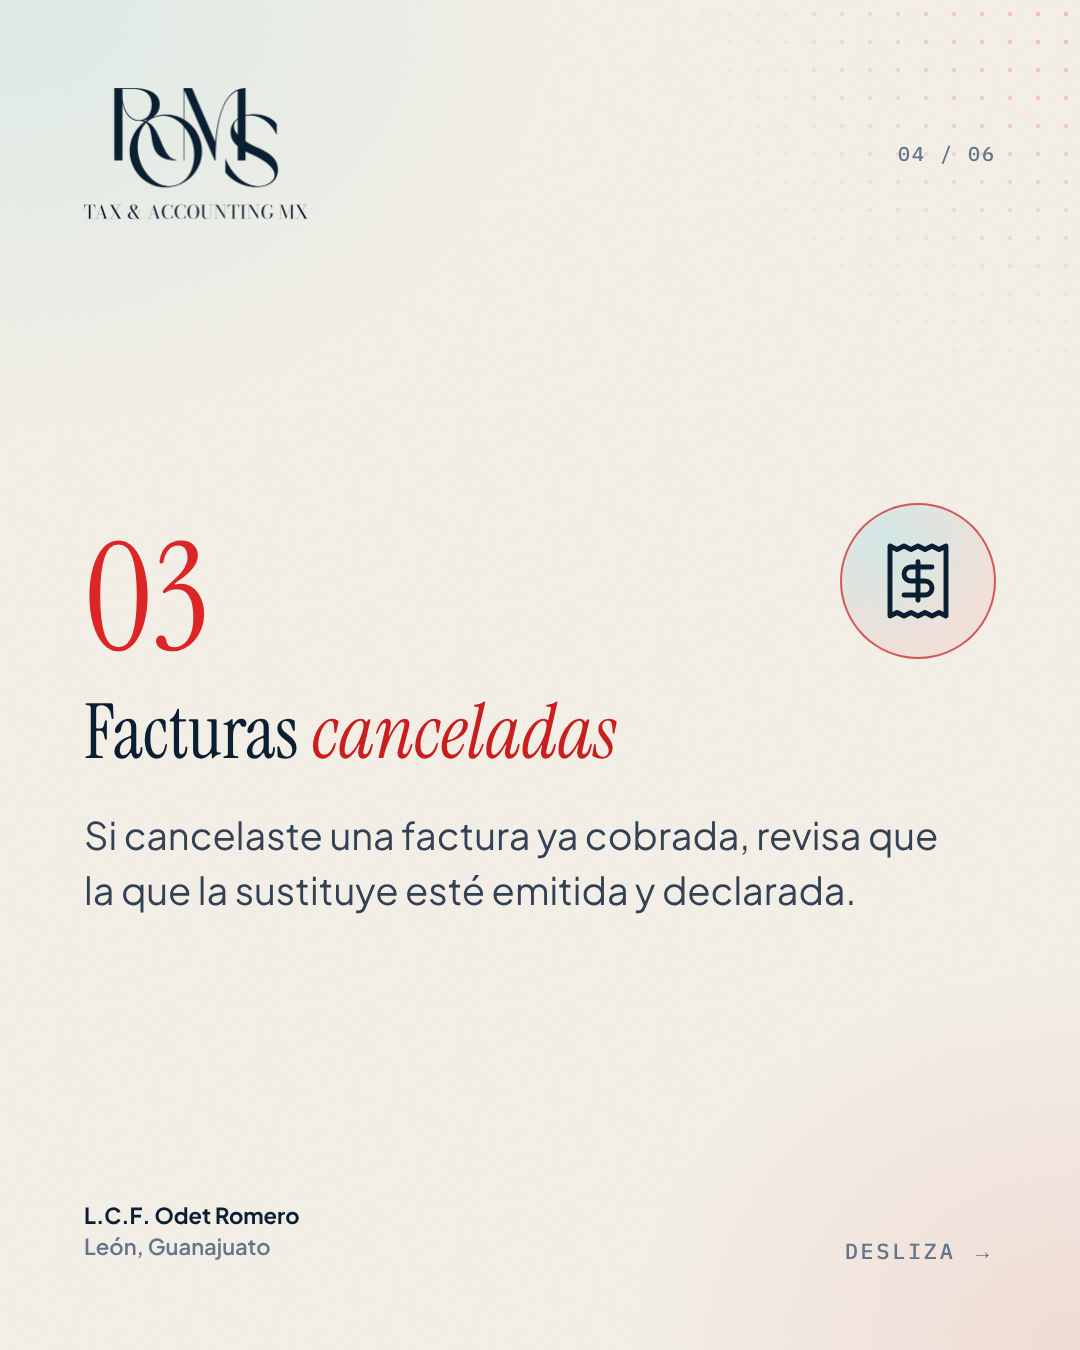 ROMS
TAX & ACCOUNTING MX
04 / 06
03
$
Facturas canceladas
Si cancelaste una factura ya cobrada, revisa que
la que la sustituye esté emitida y declarada.
L.C.F. Odet Romero
León, Guanajuato
DESLIZA →